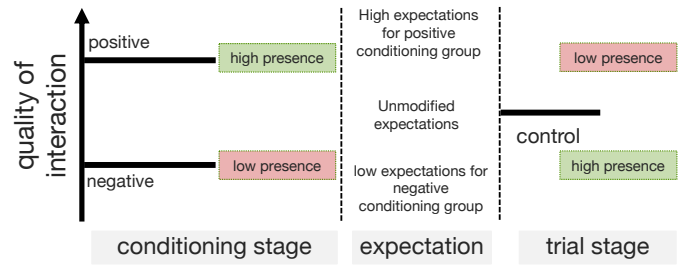 quality of
interaction
positive
high presence
low presence
negative
High expectations
for positive
conditioning group
Unmodified
expectations
low expectations for
negative
conditioning group
low presence
control
high presence
conditioning stage
expectation
trial stage